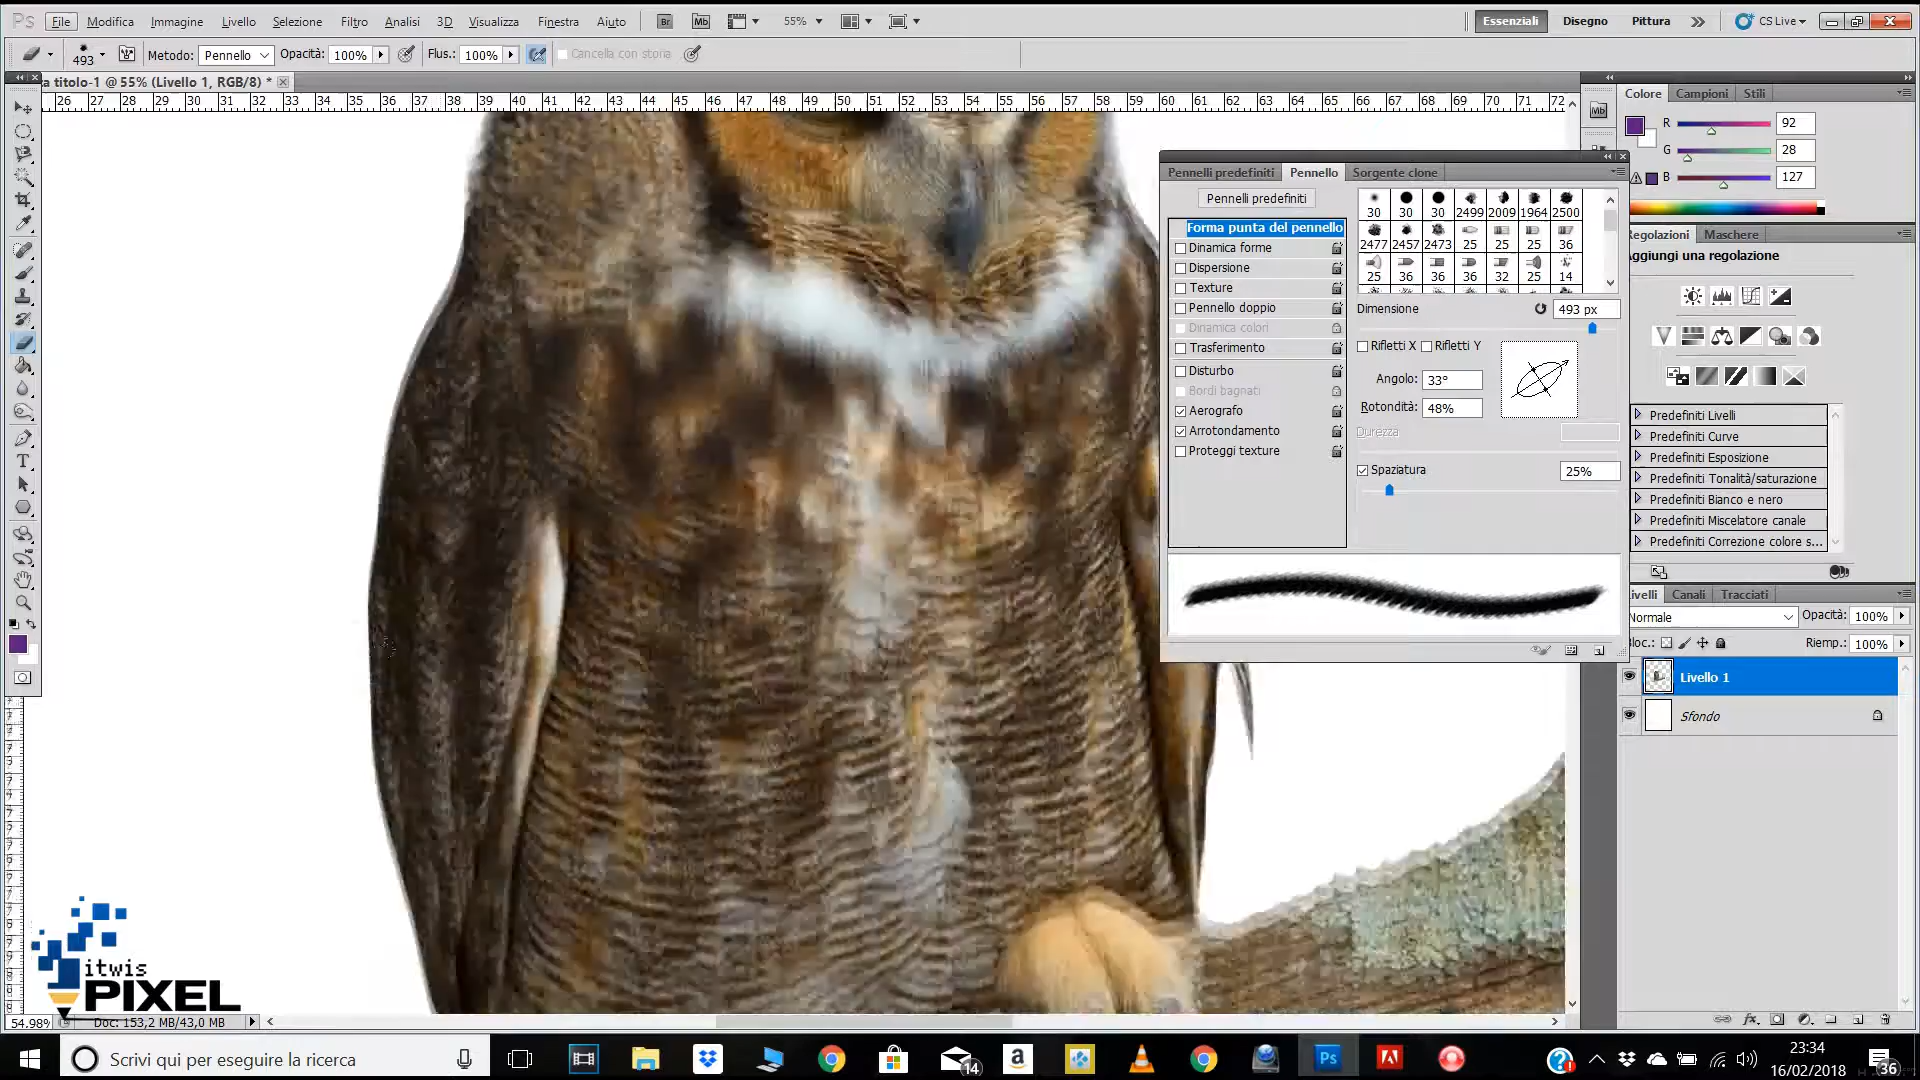 Ps File Modifica Immagine Livello Selezione Filtro Analisi 3D Visualizza Finestra Aiuto Br Mb 55% Essenziali Disegno Pittura CS Live
493 Metodo: Pennello Opacità: 100% Flus.: 100% Cancella con storia
a titolo-1 @ 55% (Livello 1, RGB/8) *
26 27 28 29 30 31 32 33 34 35 36 37 38 39 40 41 42 43 44 45 46 47 48 49 50 51 52 53 54 55 56 57 58 59 60 61 62 63 64 65 66 67 68 69 70 71 72
Mb
Colore Campioni Stili
R 92
G 28
B 127
Pennelli predefiniti Pennello Sorgente clone
Pennelli predefiniti
Forma punta del pennello
Dinamica forme
Dispersione
Texture
Pennello doppio
Dinamica colori
Trasferimento
Disturbo
Bordi bagnati
Aerografo
Arrotondamento
Proteggi texture
30 30 30 2499 2009 1964 2500
2477 2457 2473 25 25 25 36
25 36 36 36 32 25 14
Dimensione 493 px
Rifletti X Rifletti Y
Angolo: 33°
Rotondità: 48%
Durezza
Spaziatura 25%
Regolazioni Maschere
Aggiungi una regolazione
Predefiniti Livelli
Predefiniti Curve
Predefiniti Esposizione
Predefiniti Tonalità/saturazione
Predefiniti Bianco e nero
Predefiniti Miscelatore canale
Predefiniti Correzione colore s...
ivelli Canali Tracciati
Normale Opacità: 100%
Bloc.: Riemp.: 100%
Livello 1
Sfondo
itwis
PIXEL
54.98% Doc: 153,2 MB/43,0 MB
Scrivi qui per eseguire la ricerca
14
a
Ps
23:34
16/02/2018
36